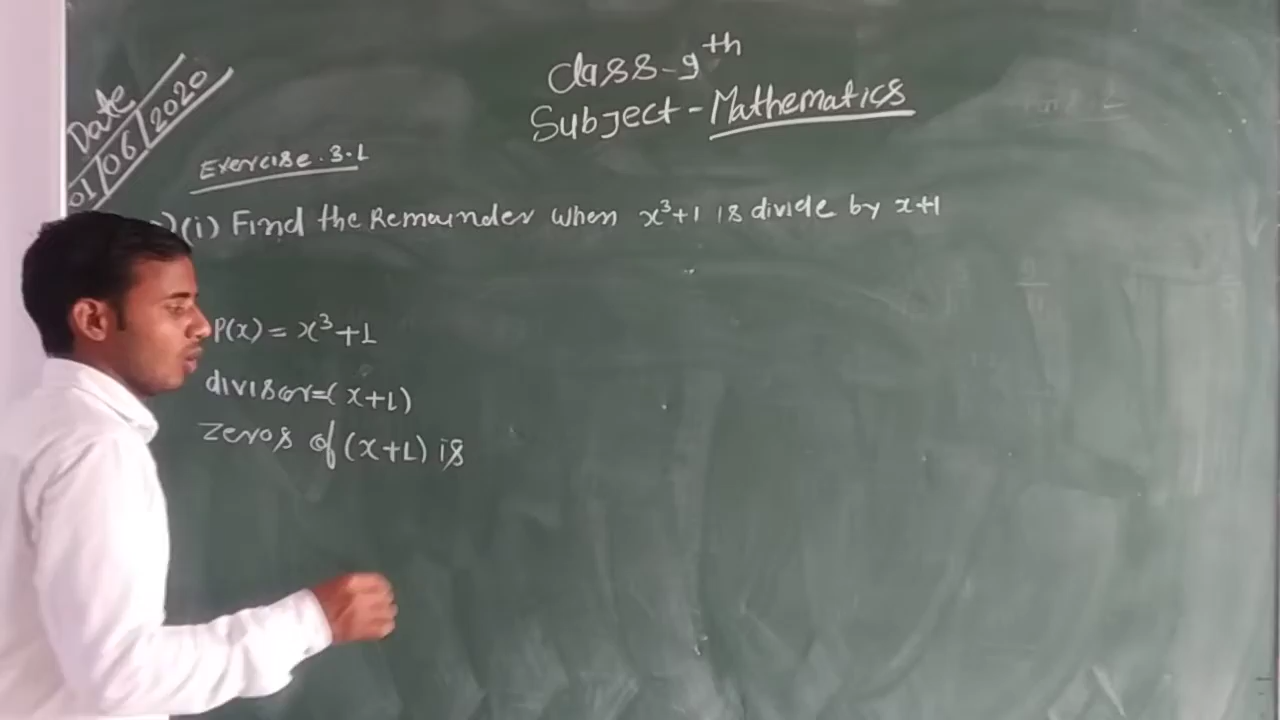 Date
01/06/2020
Class-9th
Subject-Mathematics
Exercise.3.1
)(i) Find the Remainder when x³+1 is divide by x+1
P(x) = x³+1
divisor=(x+1)
Zeros of (x+1) is